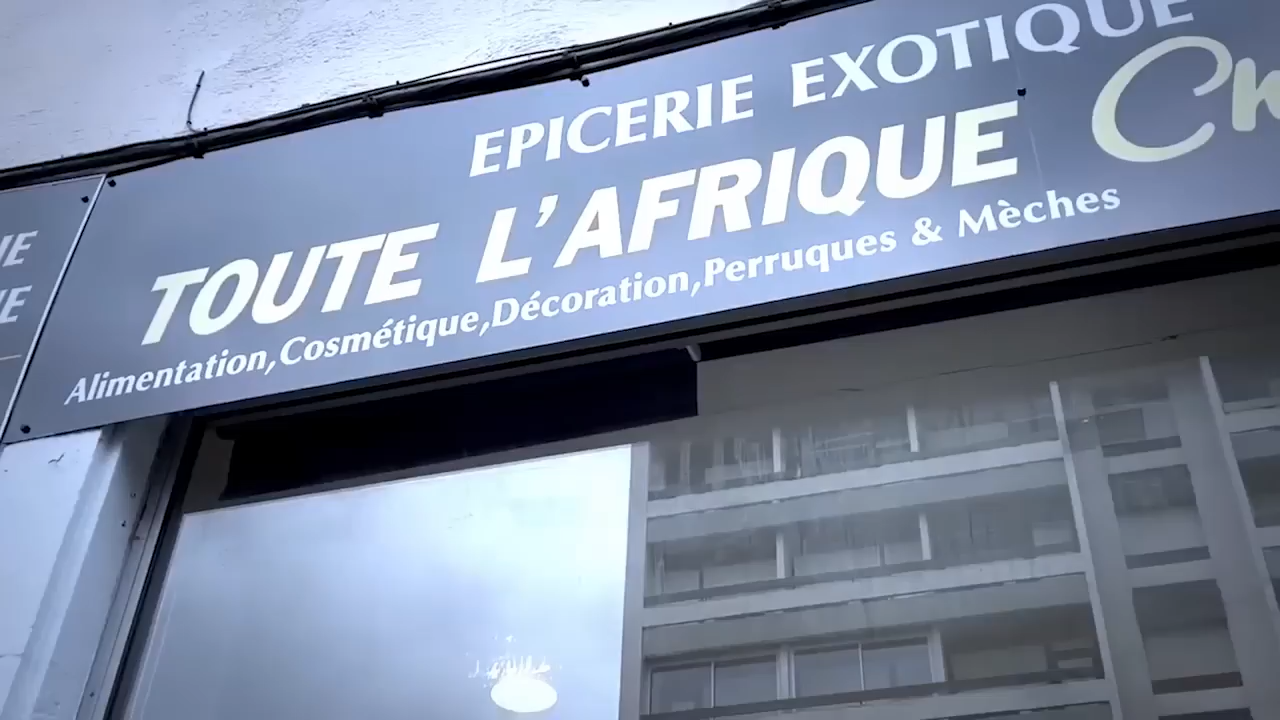 EPICERIE EXOTIQUE
TOUTE L'AFRIQUE
Alimentation,Cosmétique,Décoration,Perruques & Mèches